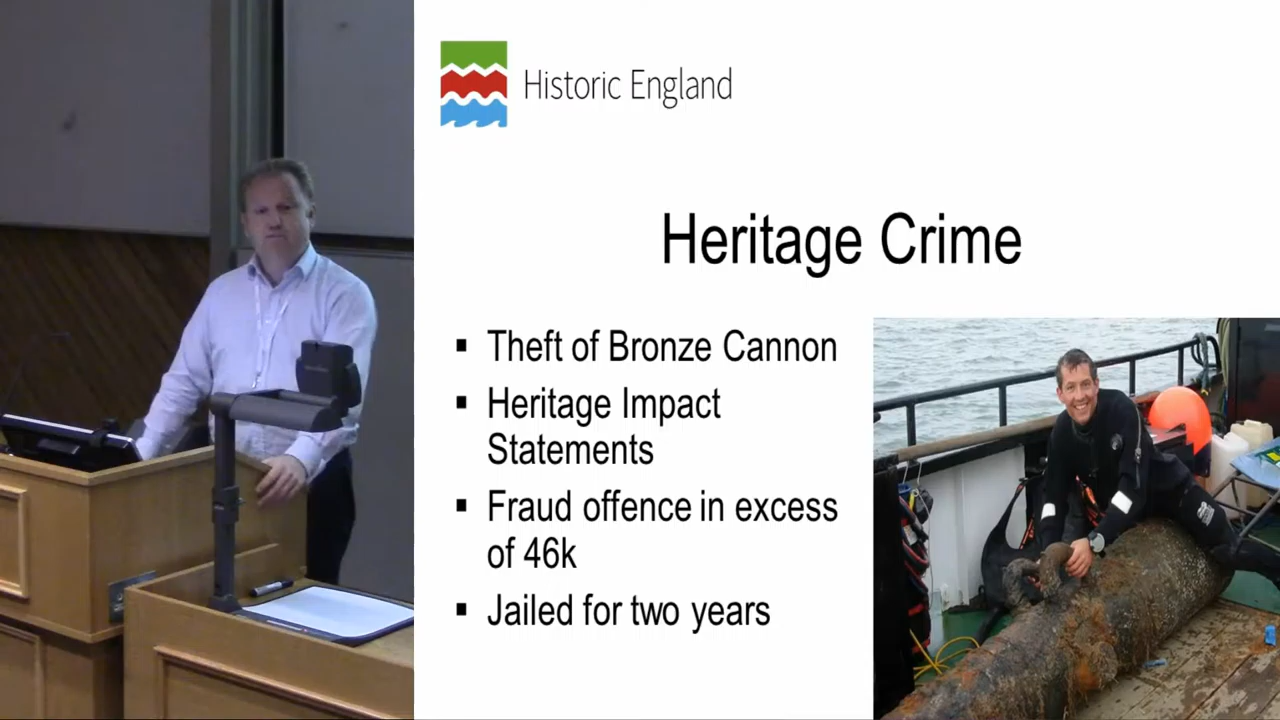 Historic England
Heritage Crime
▪ Theft of Bronze Cannon
▪ Heritage Impact
Statements
▪ Fraud offence in excess
of 46k
▪ Jailed for two years